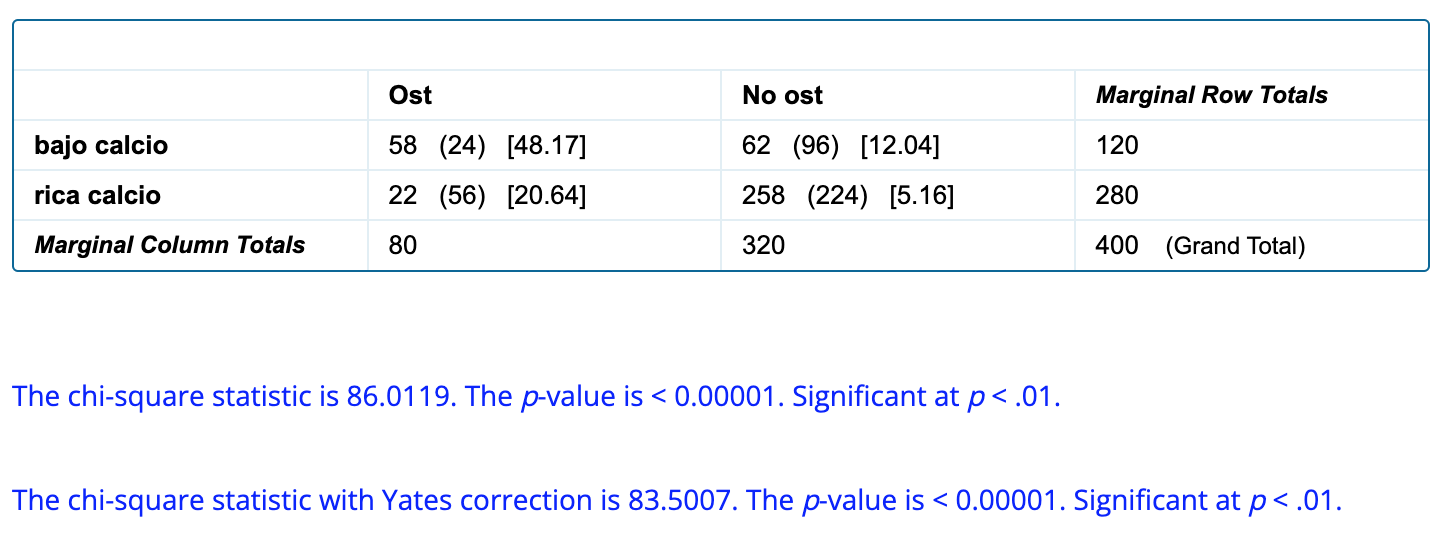 Ost No ost Marginal Row Totals
bajo calcio 58 (24) [48.17] 62 (96) [12.04] 120
rica calcio 22 (56) [20.64] 258 (224) [5.16] 280
Marginal Column Totals 80 320 400 (Grand Total)
The chi-square statistic is 86.0119. The p-value is < 0.00001. Significant at p < .01.
The chi-square statistic with Yates correction is 83.5007. The p-value is < 0.00001. Significant at p < .01.